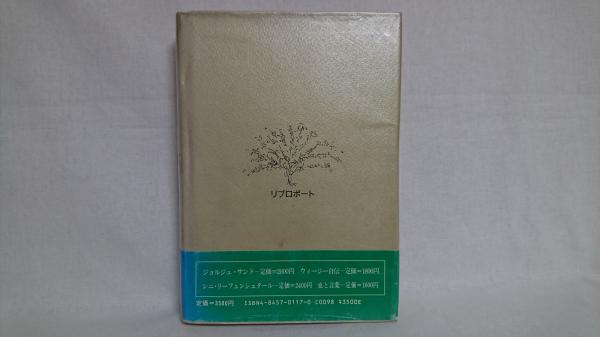 リブロポート
ジョルジュ・サンド─定価=2800円 ウィージー自伝─定価=1800円
レニ・リーフェンシュタール─定価=2400円 血と言葉─定価=1600円
定価=3500円 ISBN4-8457-0117-0 C0098 ¥3500E